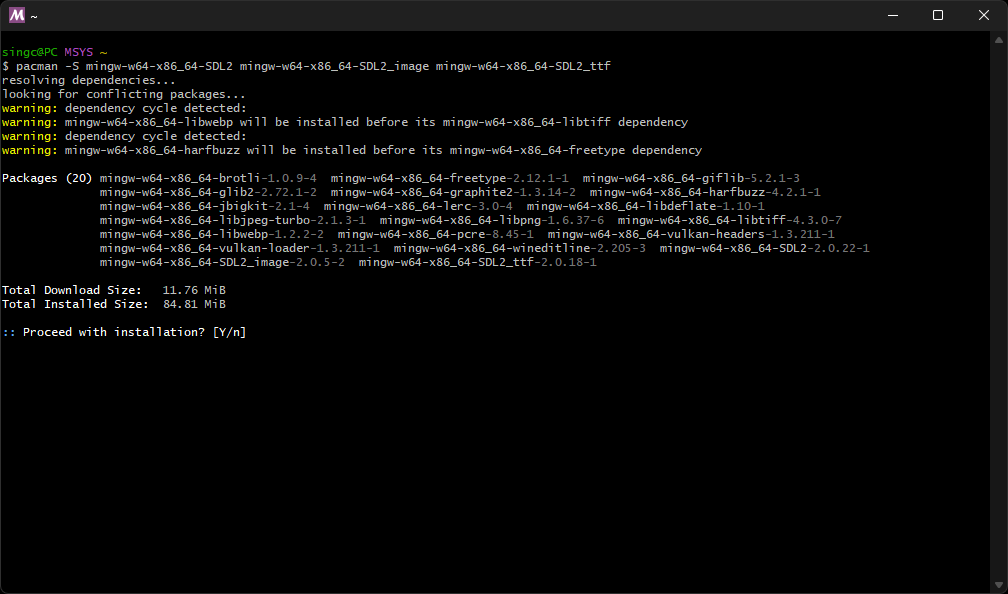 M ~
singc@PC MSYS ~
$ pacman -S mingw-w64-x86_64-SDL2 mingw-w64-x86_64-SDL2_image mingw-w64-x86_64-SDL2_ttf
resolving dependencies...
looking for conflicting packages...
warning: dependency cycle detected:
warning: mingw-w64-x86_64-libwebp will be installed before its mingw-w64-x86_64-libtiff dependency
warning: dependency cycle detected:
warning: mingw-w64-x86_64-harfbuzz will be installed before its mingw-w64-x86_64-freetype dependency
Packages (20) mingw-w64-x86_64-brotli-1.0.9-4  mingw-w64-x86_64-freetype-2.12.1-1  mingw-w64-x86_64-giflib-5.2.1-3
mingw-w64-x86_64-glib2-2.72.1-2  mingw-w64-x86_64-graphite2-1.3.14-2  mingw-w64-x86_64-harfbuzz-4.2.1-1
mingw-w64-x86_64-jbigkit-2.1-4  mingw-w64-x86_64-lerc-3.0-4  mingw-w64-x86_64-libdeflate-1.10-1
mingw-w64-x86_64-libjpeg-turbo-2.1.3-1  mingw-w64-x86_64-libpng-1.6.37-6  mingw-w64-x86_64-libtiff-4.3.0-7
mingw-w64-x86_64-libwebp-1.2.2-2  mingw-w64-x86_64-pcre-8.45-1  mingw-w64-x86_64-vulkan-headers-1.3.211-1
mingw-w64-x86_64-vulkan-loader-1.3.211-1  mingw-w64-x86_64-wineditline-2.205-3  mingw-w64-x86_64-SDL2-2.0.22-1
mingw-w64-x86_64-SDL2_image-2.0.5-2  mingw-w64-x86_64-SDL2_ttf-2.0.18-1
Total Download Size:   11.76 MiB
Total Installed Size:  84.81 MiB
:: Proceed with installation? [Y/n]